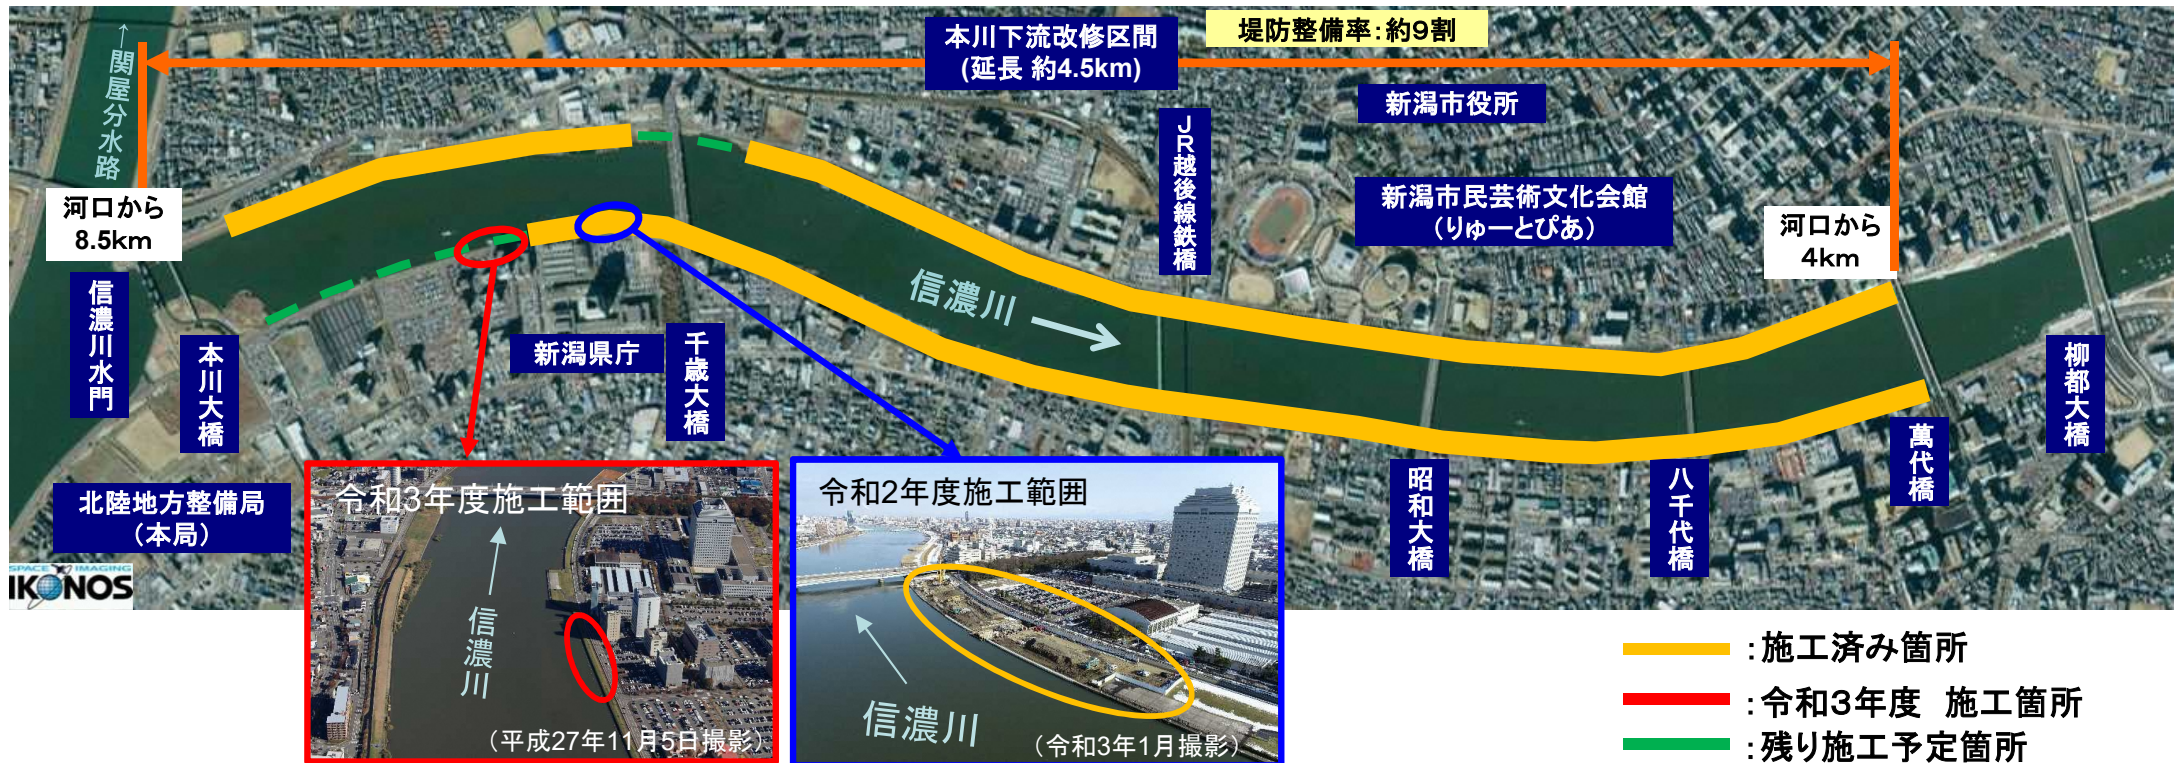 本川下流改修区間
(延長 約4.5km)
堤防整備率：約９割
→関屋分水路
新潟市役所
ＪＲ越後線鉄橋
新潟市民芸術文化会館
（りゅーとぴあ）
河口から
8.5km
河口から
4km
信濃川
信濃川水門
本川大橋
新潟県庁
千歳大橋
柳都大橋
萬代橋
昭和大橋
八千代橋
北陸地方整備局
（本局）
SPACE IMAGING
IKONOS
令和3年度施工範囲
信濃川
（平成27年11月5日撮影）
令和2年度施工範囲
信濃川
（令和3年1月撮影）
：施工済み箇所
：令和３年度　施工箇所
：残り施工予定箇所